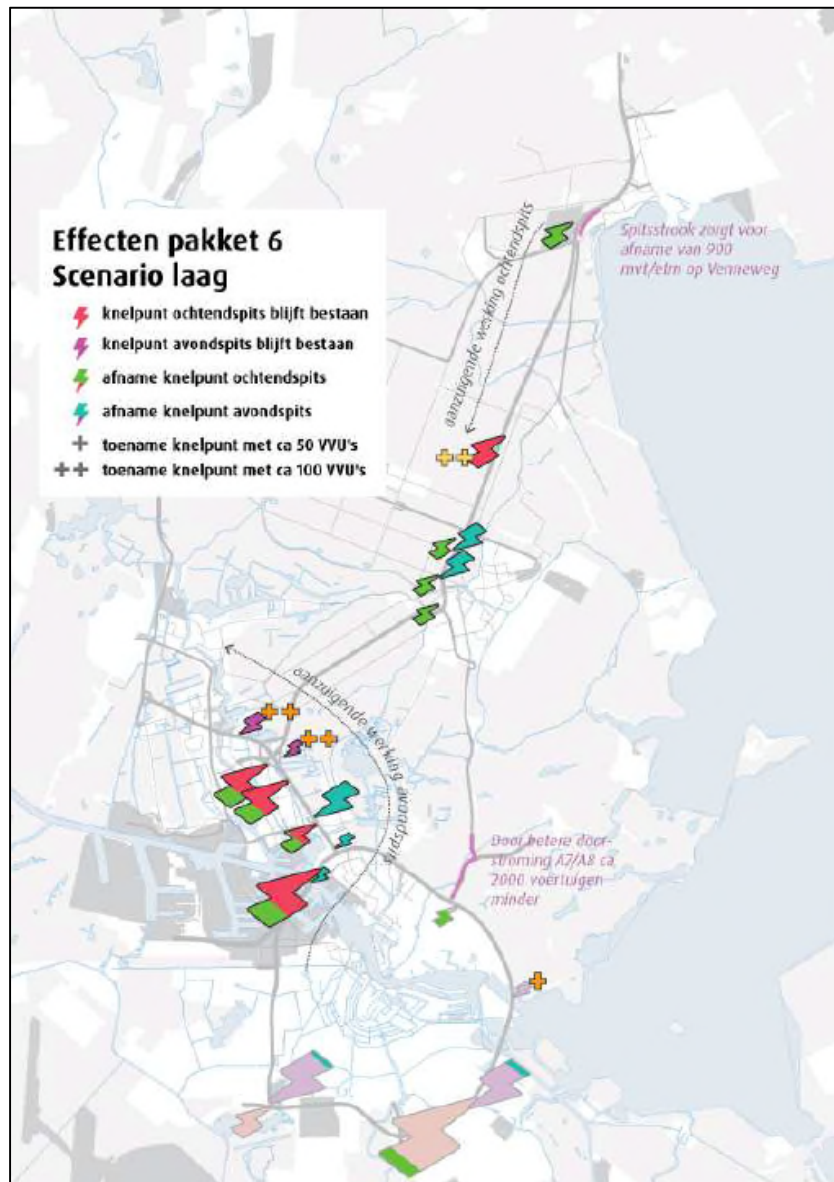 Effecten pakket 6
Scenario laag
knelpunt ochtendspits blijft bestaan
knelpunt avondspits blijft bestaan
afname knelpunt ochtendspits
afname knelpunt avondspits
toename knelpunt met ca 50 VVU's
toename knelpunt met ca 100 VVU's
Spitsstrook zorgt voor
afname van 900
mvt/etm op Venneweg
aanzuigende werking ochtendspits
aanzuigende werking avondspits
Door betere door-
stroming A7/A8 ca
2000 voertuigen
minder